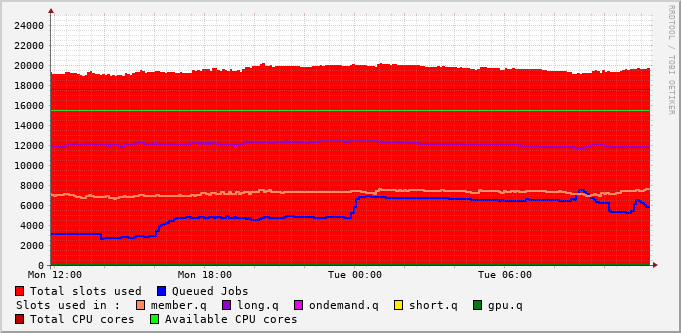 24000
22000
20000
18000
16000
14000
12000
10000
8000
6000
4000
2000
0
Mon 12:00 Mon 18:00 Tue 00:00 Tue 06:00
Total slots used Queued Jobs
Slots used in : member.q long.q ondemand.q short.q gpu.q
Total CPU cores Available CPU cores
RRDTOOL / TOBI OETIKER